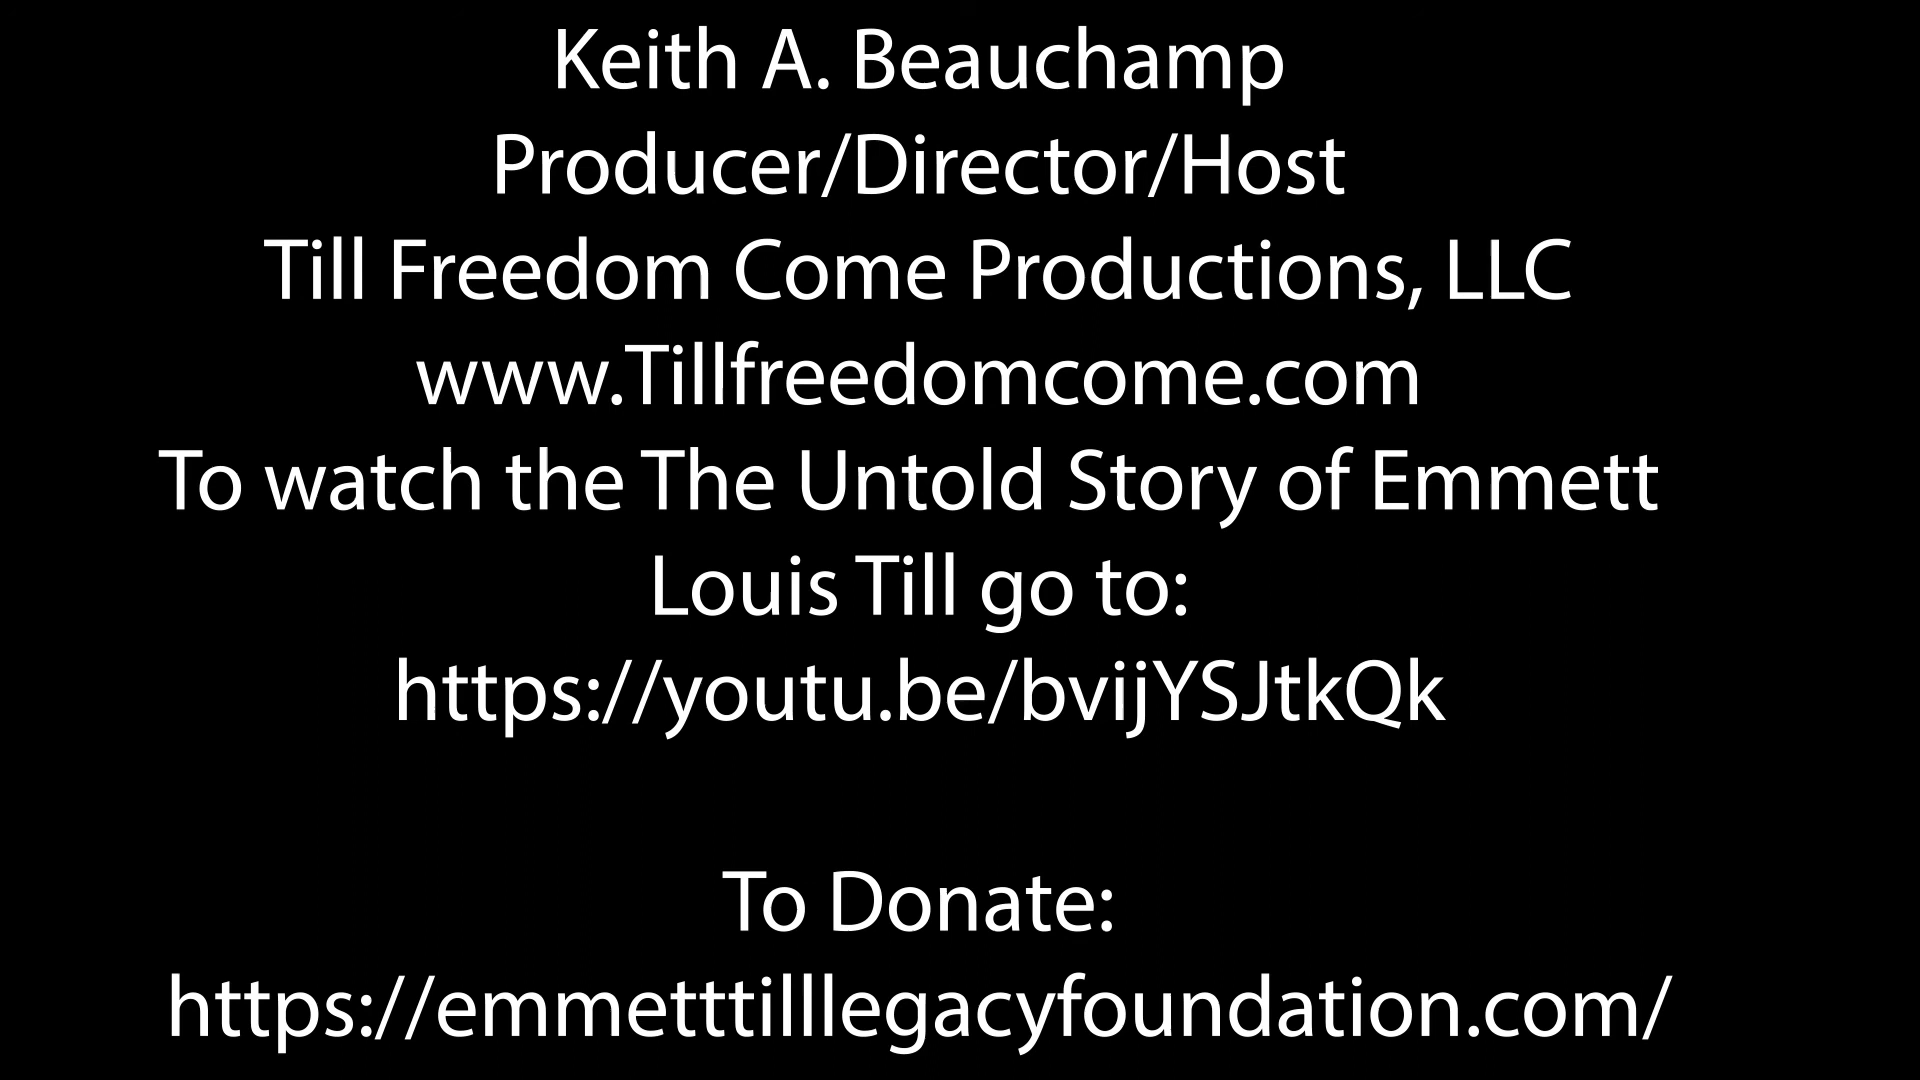 Keith A. Beauchamp
Producer/Director/Host
Till Freedom Come Productions, LLC
www.Tillfreedomcome.com
To watch the The Untold Story of Emmett
Louis Till go to:
https://youtu.be/bvijYSJtkQk
To Donate:
https://emmetttilllegacyfoundation.com/